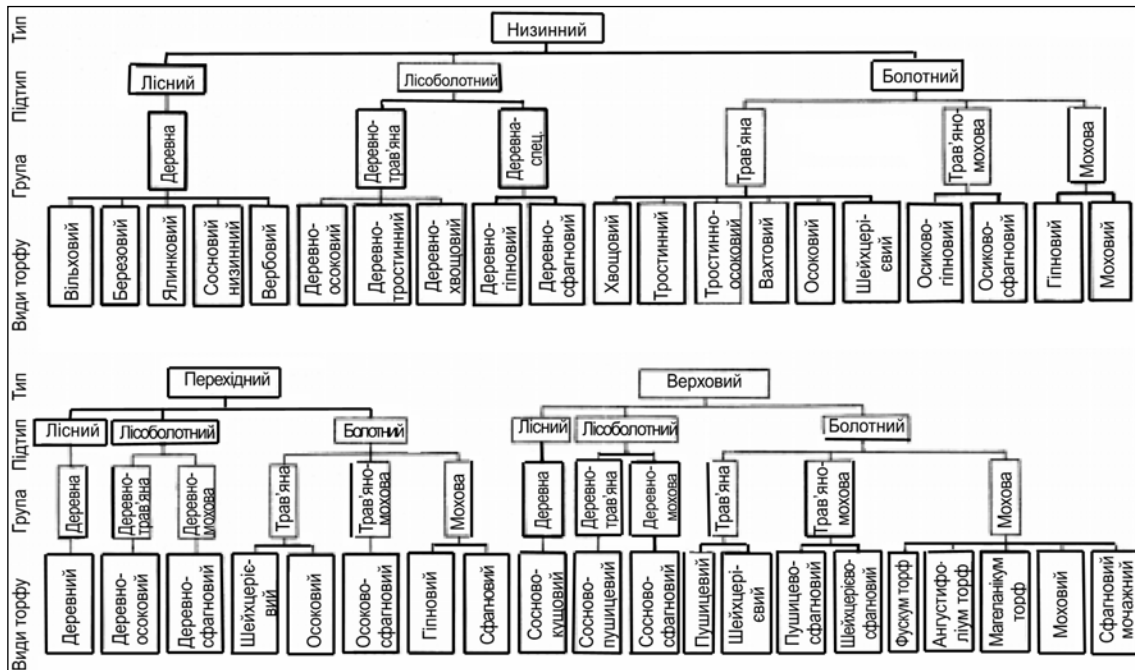 Тип
Низинний
Підтип
Лісний
Лісоболотний
Болотний
Група
Деревна
Деревно-
трав'яна
Деревна-
спец.
Трав'яна
Трав'яно-
мохова
Мохова
Види торфу
Вільховий
Березовий
Ялинковий
Сосновий
низинний
Вербовий
Деревно-
осоковий
Деревно-
тростинний
Деревно-
хвощовий
Деревно-
гіпновий
Деревно-
сфагновий
Хвощовий
Тростинний
Тростинно-
осоковий
Вахтовий
Осоковий
Шейхцері-
євий
Осиково-
гіпновий
Осиково-
сфагновий
Гіпновий
Моховий
Тип
Перехідний
Верховий
Підтип
Лісний
Лісоболотний
Болотний
Лісний
Лісоболотний
Болотний
Група
Деревна
Деревно-
трав'яна
Деревно-
мохова
Трав'яна
Трав'яно-
мохова
Мохова
Деревна
Деревно-
трав'яна
Деревно-
мохова
Трав'яна
Трав'яно-
мохова
Мохова
Види торфу
Деревний
Деревно-
осоковий
Деревно-
сфагновий
Шейхцеріє-
вий
Осоковий
Осоково-
сфагновий
Гіпновий
Сфагновий
Сосново-
кущовий
Сосново-
пушицевий
Сосново-
сфагновий
Пушицевий
Шейхцері-
євий
Пушицево-
сфагновий
Шейхцерієво-
сфагновий
Фускум торф
Ангустифо-
ліум торф
Магеланікум
торф
Моховий
Сфагновий
мочажний